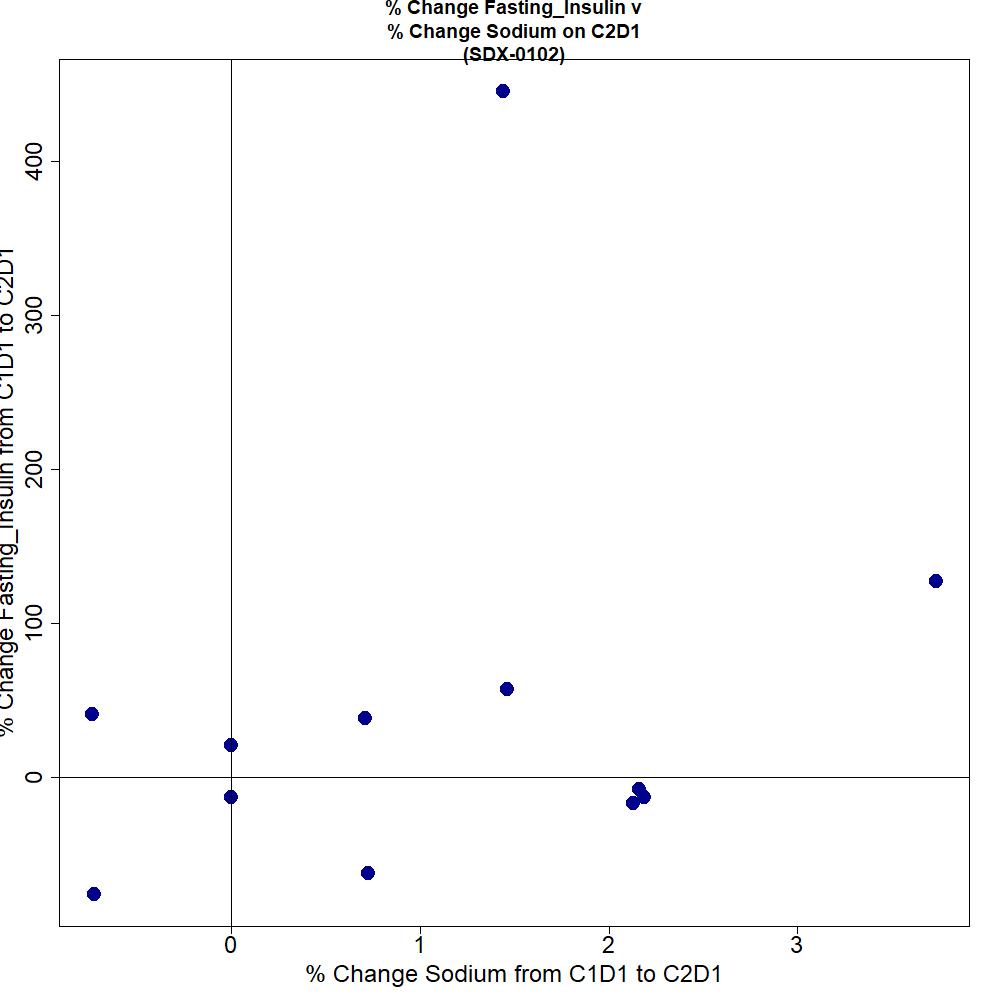 % Change Fasting_Insulin v
% Change Sodium on C2D1
(SDX-0102)
% Change Fasting_Insulin from C1D1 to C2D1
400
300
200
100
0
0 1 2 3
% Change Sodium from C1D1 to C2D1